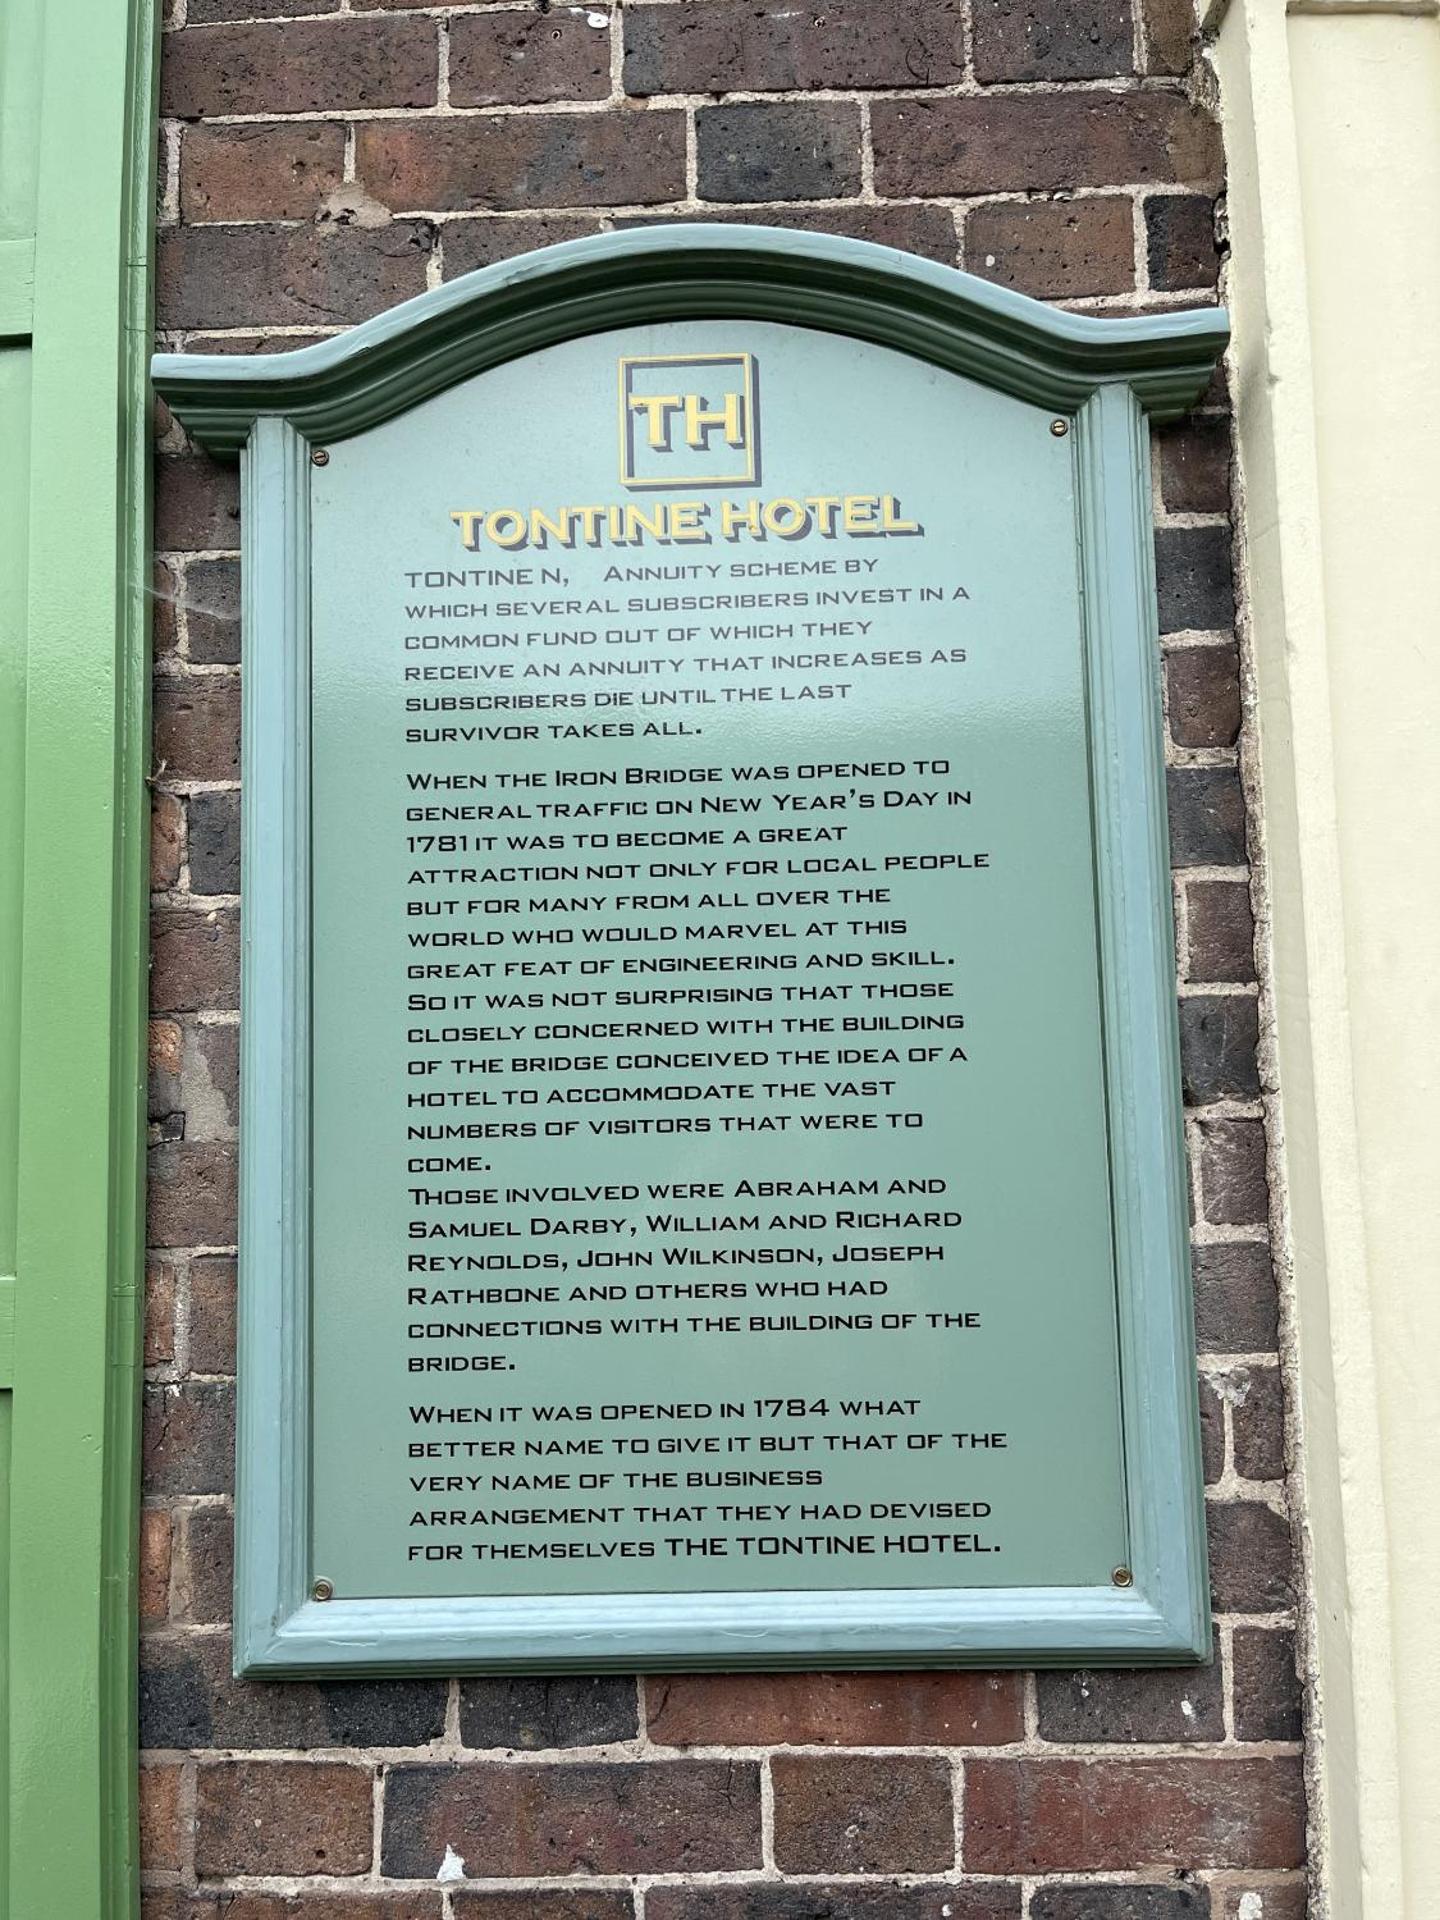 TH
TONTINE HOTEL
TONTINE N, ANNUITY SCHEME BY
WHICH SEVERAL SUBSCRIBERS INVEST IN A
COMMON FUND OUT OF WHICH THEY
RECEIVE AN ANNUITY THAT INCREASES AS
SUBSCRIBERS DIE UNTIL THE LAST
SURVIVOR TAKES ALL.
WHEN THE IRON BRIDGE WAS OPENED TO
GENERAL TRAFFIC ON NEW YEAR'S DAY IN
1781 IT WAS TO BECOME A GREAT
ATTRACTION NOT ONLY FOR LOCAL PEOPLE
BUT FOR MANY FROM ALL OVER THE
WORLD WHO WOULD MARVEL AT THIS
GREAT FEAT OF ENGINEERING AND SKILL.
SO IT WAS NOT SURPRISING THAT THOSE
CLOSELY CONCERNED WITH THE BUILDING
OF THE BRIDGE CONCEIVED THE IDEA OF A
HOTEL TO ACCOMMODATE THE VAST
NUMBERS OF VISITORS THAT WERE TO
COME.
THOSE INVOLVED WERE ABRAHAM AND
SAMUEL DARBY, WILLIAM AND RICHARD
REYNOLDS, JOHN WILKINSON, JOSEPH
RATHBONE AND OTHERS WHO HAD
CONNECTIONS WITH THE BUILDING OF THE
BRIDGE.
WHEN IT WAS OPENED IN 1784 WHAT
BETTER NAME TO GIVE IT BUT THAT OF THE
VERY NAME OF THE BUSINESS
ARRANGEMENT THAT THEY HAD DEVISED
FOR THEMSELVES THE TONTINE HOTEL.